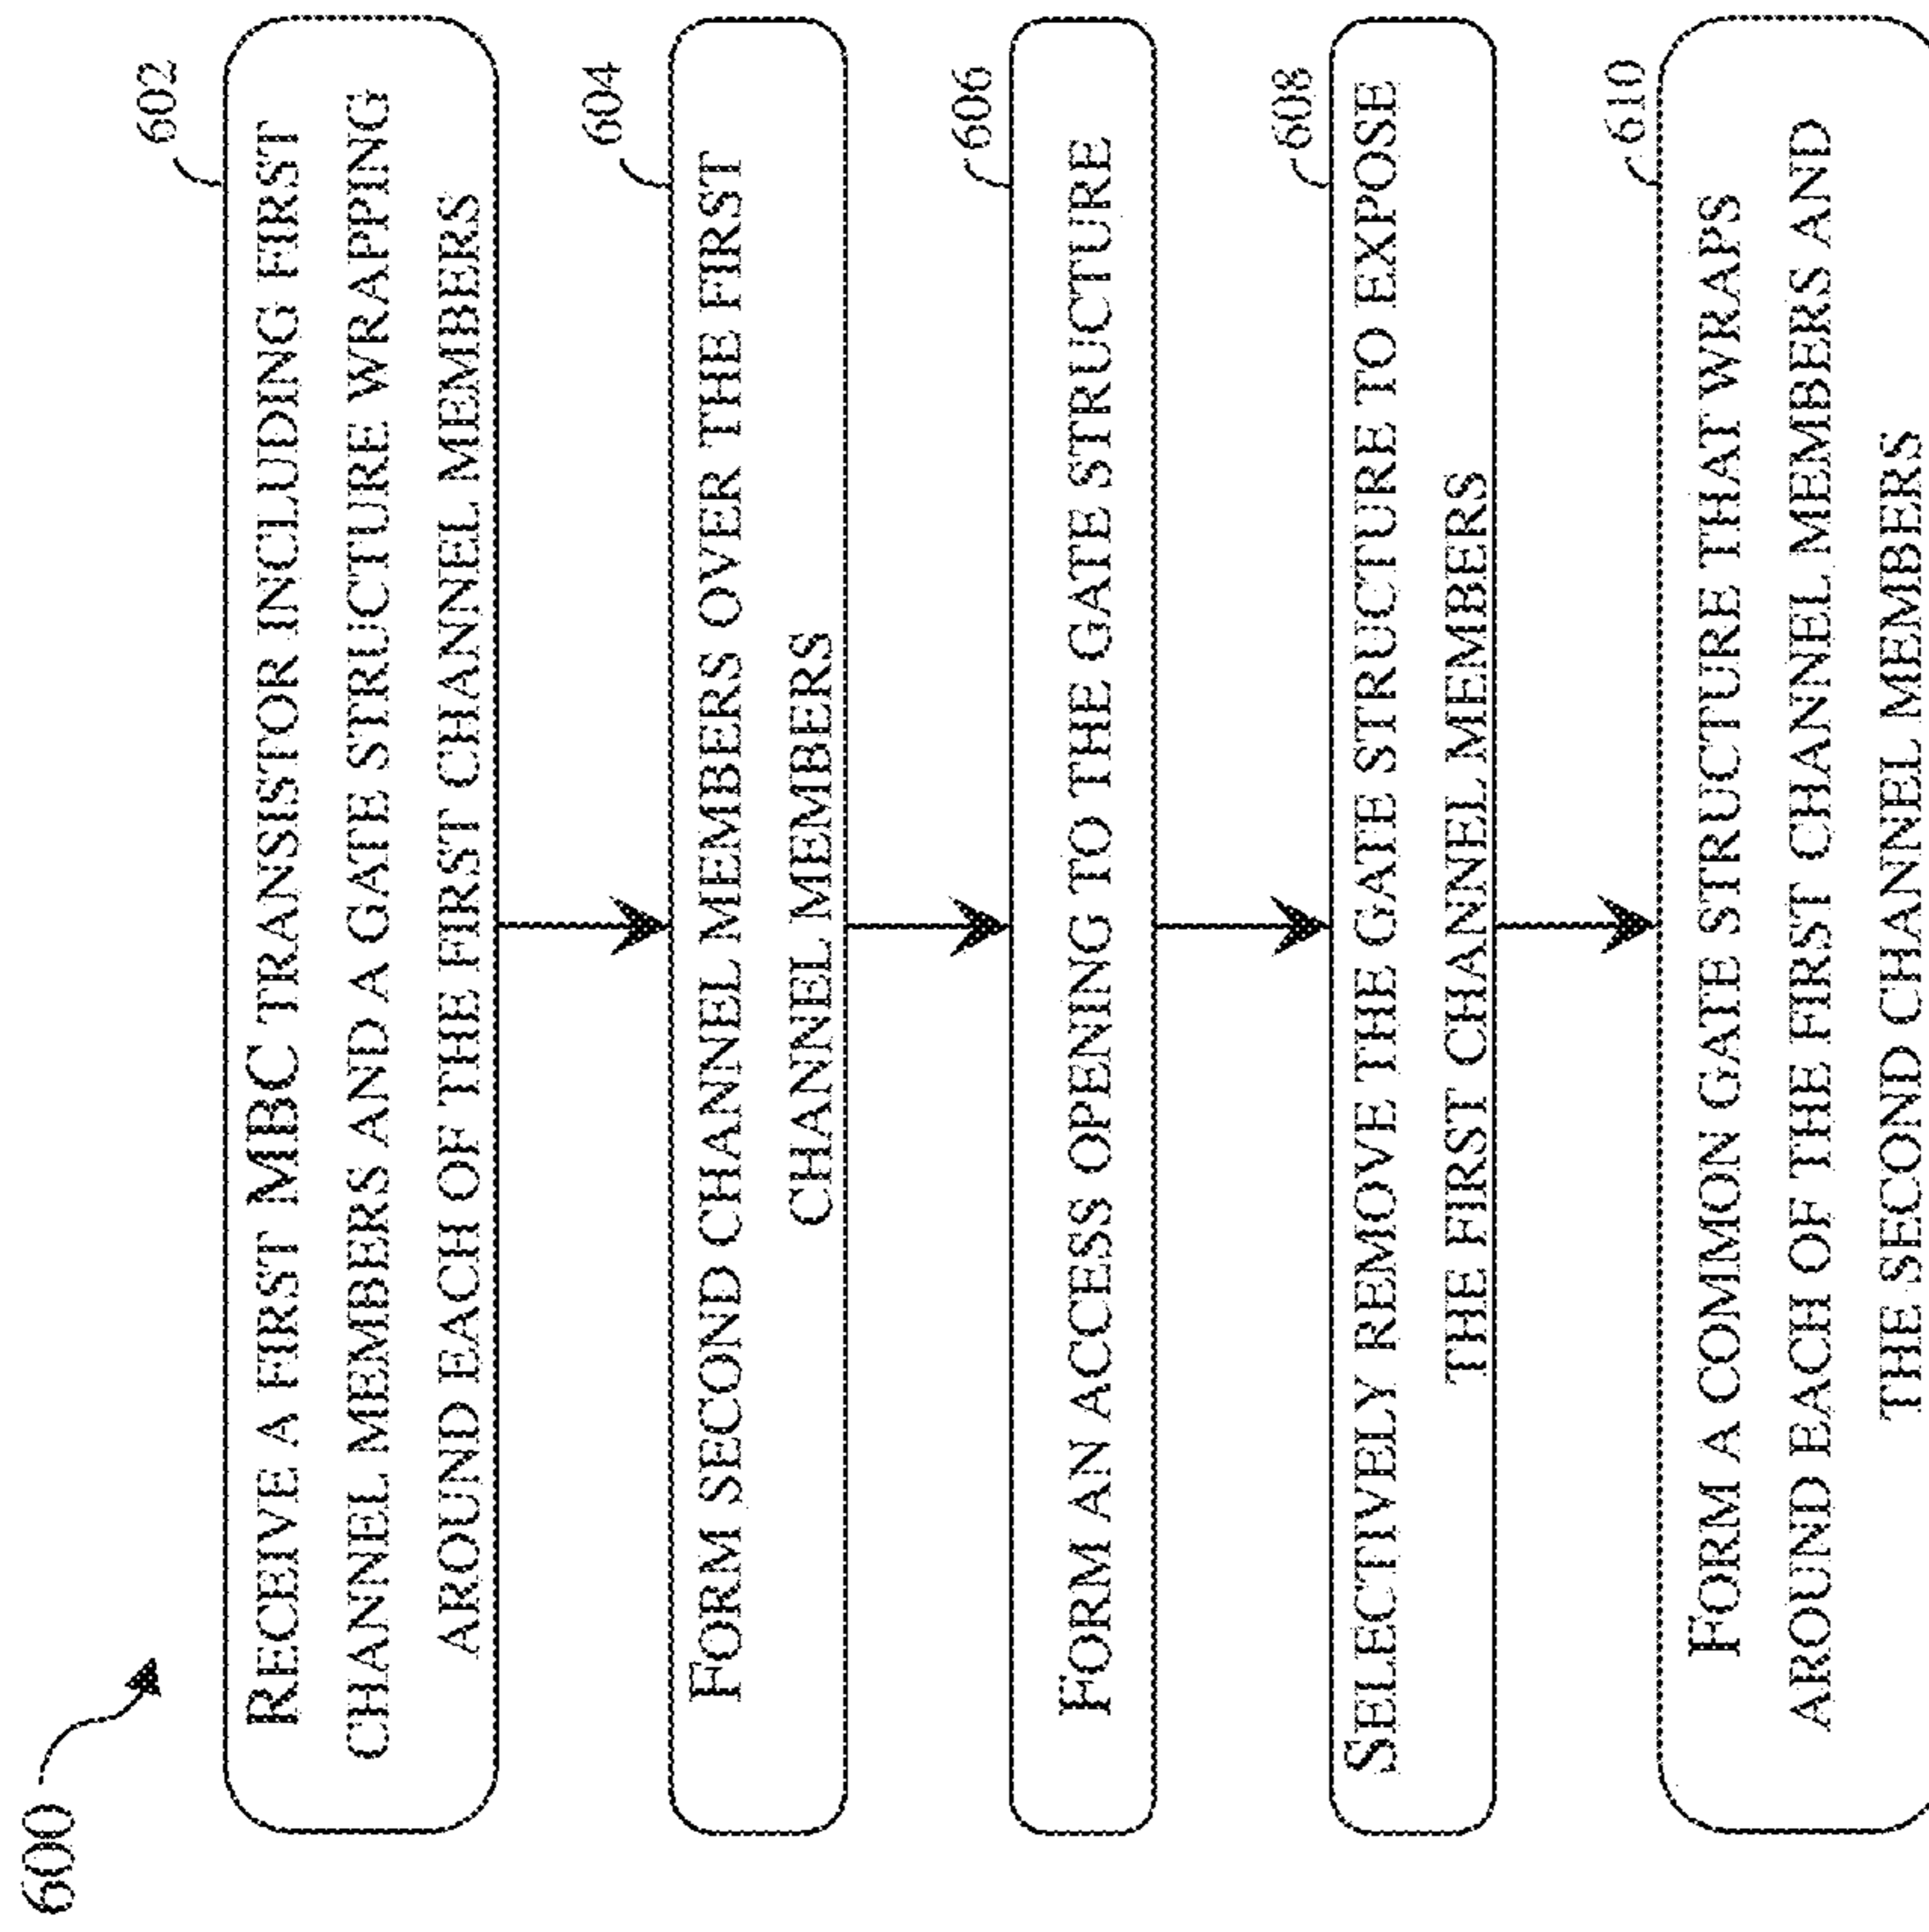 600
602
RECEIVE A FIRST MBC TRANSISTOR INCLUDING FIRST
CHANNEL MEMBERS AND A GATE STRUCTURE WRAPPING
AROUND EACH OF THE FIRST CHANNEL MEMBERS
604
FORM SECOND CHANNEL MEMBERS OVER THE FIRST
CHANNEL MEMBERS
606
FORM AN ACCESS OPENING TO THE GATE STRUCTURE
608
SELECTIVELY REMOVE THE GATE STRUCTURE TO EXPOSE
THE FIRST CHANNEL MEMBERS
610
FORM A COMMON GATE STRUCTURE THAT WRAPS
AROUND EACH OF THE FIRST CHANNEL MEMBERS AND
THE SECOND CHANNEL MEMBERS